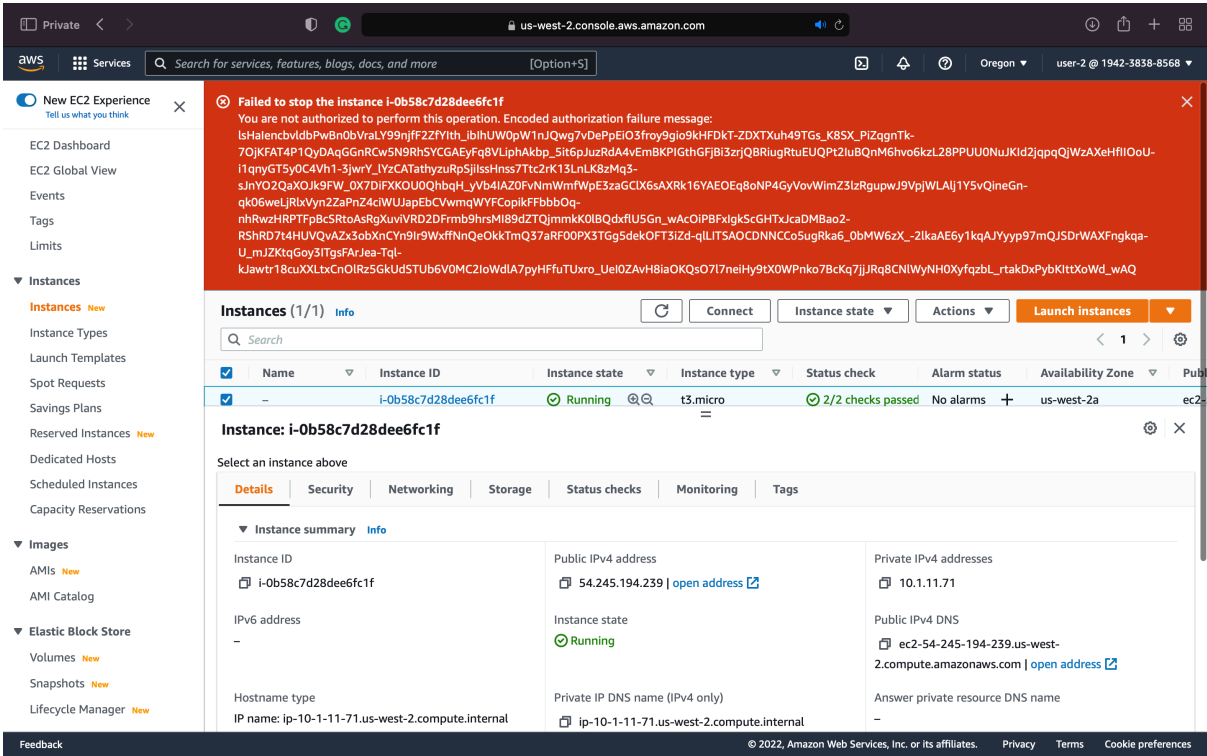 Private
us-west-2.console.aws.amazon.com
aws
Services
Search for services, features, blogs, docs, and more
[Option+S]
Oregon ▼
user-2 @ 1942-3838-8568 ▼
New EC2 Experience
Tell us what you think
EC2 Dashboard
EC2 Global View
Events
Tags
Limits
Instances
Instances New
Instance Types
Launch Templates
Spot Requests
Savings Plans
Reserved Instances New
Dedicated Hosts
Scheduled Instances
Capacity Reservations
Images
AMIs New
AMI Catalog
Elastic Block Store
Volumes New
Snapshots New
Lifecycle Manager New
Failed to stop the instance i-0b58c7d28dee6fc1f
You are not authorized to perform this operation. Encoded authorization failure message:
Instances (1/1) Info
Connect
Instance state ▼
Actions ▼
Launch instances
Search
1
Name
Instance ID
Instance state
Instance type
Status check
Alarm status
Availability Zone
Publ
–
i-0b58c7d28dee6fc1f
Running
t3.micro
2/2 checks passed
No alarms +
us-west-2a
ec2-
Instance: i-0b58c7d28dee6fc1f
Select an instance above
Details
Security
Networking
Storage
Status checks
Monitoring
Tags
Instance summary Info
Instance ID
i-0b58c7d28dee6fc1f
Public IPv4 address
54.245.194.239 | open address
Private IPv4 addresses
10.1.11.71
IPv6 address
–
Instance state
Running
Public IPv4 DNS
ec2-54-245-194-239.us-west-
2.compute.amazonaws.com | open address
Hostname type
IP name: ip-10-1-11-71.us-west-2.compute.internal
Private IP DNS name (IPv4 only)
ip-10-1-11-71.us-west-2.compute.internal
Answer private resource DNS name
–
Feedback
© 2022, Amazon Web Services, Inc. or its affiliates.
Privacy
Terms
Cookie preferences